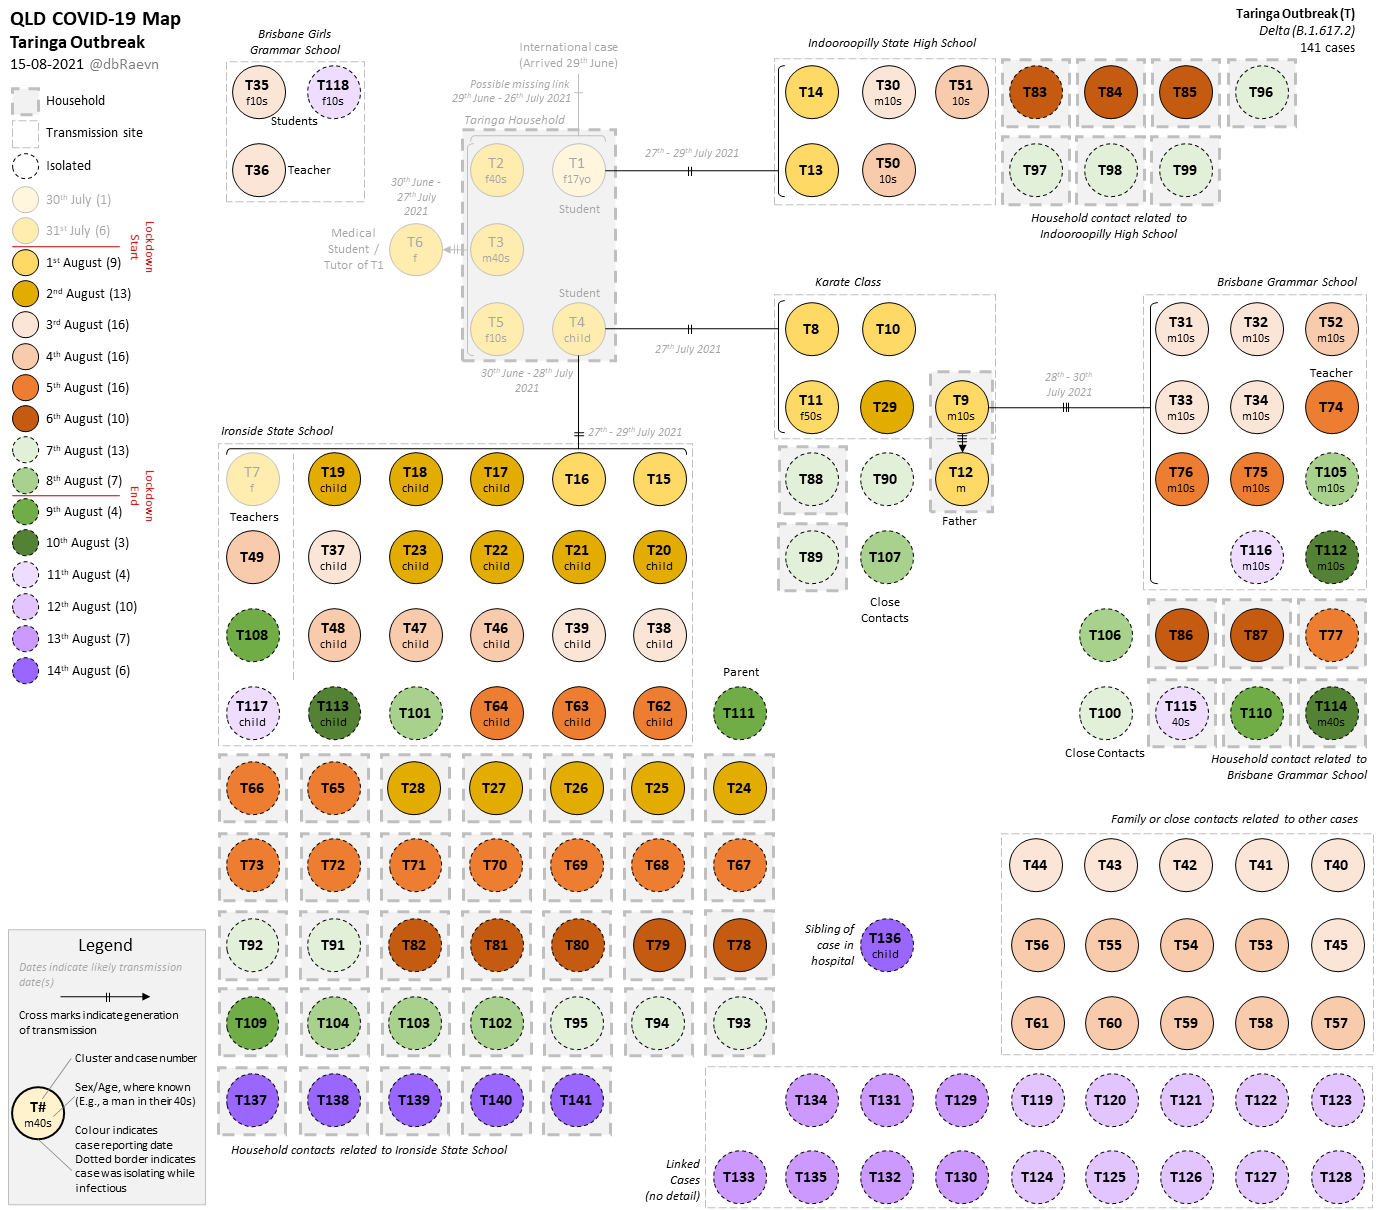 QLD COVID-19 Map
Taringa Outbreak
15-08-2021 @dbRaevn
Household
Transmission site
Isolated
30th July (1)
31st July (6)
Lockdown
Start
1st August (9)
2nd August (13)
3rd August (16)
4th August (16)
5th August (16)
6th August (10)
7th August (13)
8th August (7)
Lockdown
End
9th August (4)
10th August (3)
11th August (4)
12th August (10)
13th August (7)
14th August (6)
Brisbane Girls
Grammar School
T35
f10s
T118
f10s
Students
T36
Teacher
International case
(Arrived 29th June)
Possible missing link
29th June - 26th July 2021
Taringa Household
T2
f40s
T1
f17yo
Student
T3
m40s
T5
f10s
Student
T4
child
30th June -
27th July
2021
Medical
Student /
Tutor of T1
T6
f
30th June - 28th July
2021
27th - 29th July 2021
27th July 2021
27th - 29th July 2021
Taringa Outbreak (T)
Delta (B.1.617.2)
141 cases
Indooroopilly State High School
T14
T30
m10s
T51
10s
T13
T50
10s
T83
T84
T85
T96
T97
T98
T99
Household contact related to
Indooroopilly High School
Karate Class
T8
T10
T11
f50s
T29
T9
m10s
T12
m
Father
T88
T90
T89
T107
Close
Contacts
28th - 30th
July 2021
Brisbane Grammar School
T31
m10s
T32
m10s
T52
m10s
Teacher
T33
m10s
T34
m10s
T74
T76
m10s
T75
m10s
T105
m10s
T116
m10s
T112
m10s
T106
T86
T87
T77
T100
T115
40s
T110
T114
m40s
Close Contacts
Household contact related to
Brisbane Grammar School
Ironside State School
T7
f
Teachers
T19
child
T18
child
T17
child
T16
T15
T49
T37
child
T23
child
T22
child
T21
child
T20
child
T108
T48
child
T47
child
T46
child
T39
child
T38
child
T117
child
T113
child
T101
T64
child
T63
child
T62
child
Parent
T111
T66
T65
T28
T27
T26
T25
T24
T73
T72
T71
T70
T69
T68
T67
T92
T91
T82
T81
T80
T79
T78
T109
T104
T103
T102
T95
T94
T93
T137
T138
T139
T140
T141
Household contacts related to Ironside State School
Sibling of
case in
hospital
T136
child
Family or close contacts related to other cases
T44
T43
T42
T41
T40
T56
T55
T54
T53
T45
T61
T60
T59
T58
T57
T134
T131
T129
T119
T120
T121
T122
T123
Linked
Cases
(no detail)
T133
T135
T132
T130
T124
T125
T126
T127
T128
Legend
Dates indicate likely transmission
date(s)
Cross marks indicate generation
of transmission
Cluster and case number
Sex/Age, where known
(E.g., a man in their 40s)
T#
m40s
Colour indicates
case reporting date
Dotted border indicates
case was isolating while
infectious